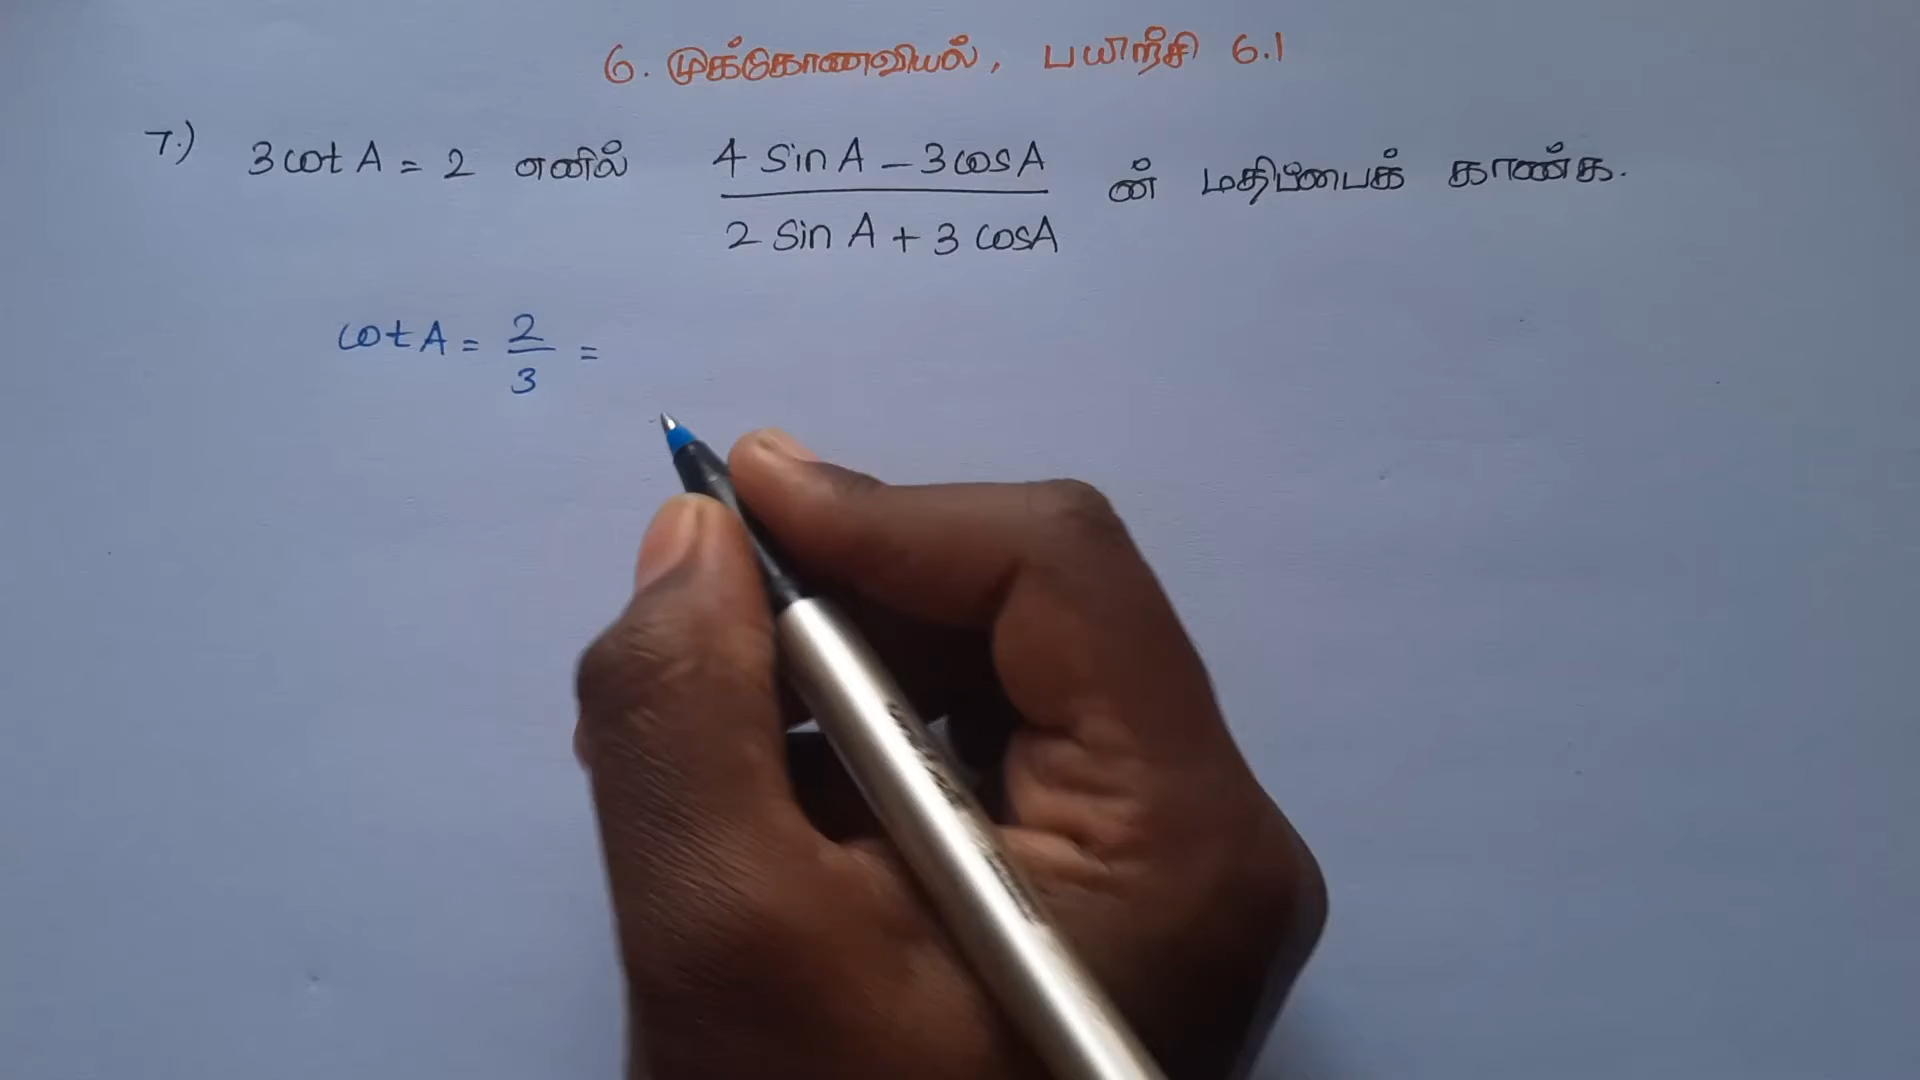 6. முக்கோணவியல், பயிற்சி 6.1
7.) 3 cot A = 2 எனில் (4 sin A - 3 cos A) / (2 sin A + 3 cos A) ன் மதிப்பைக் காண்க.
cot A = 2/3 =